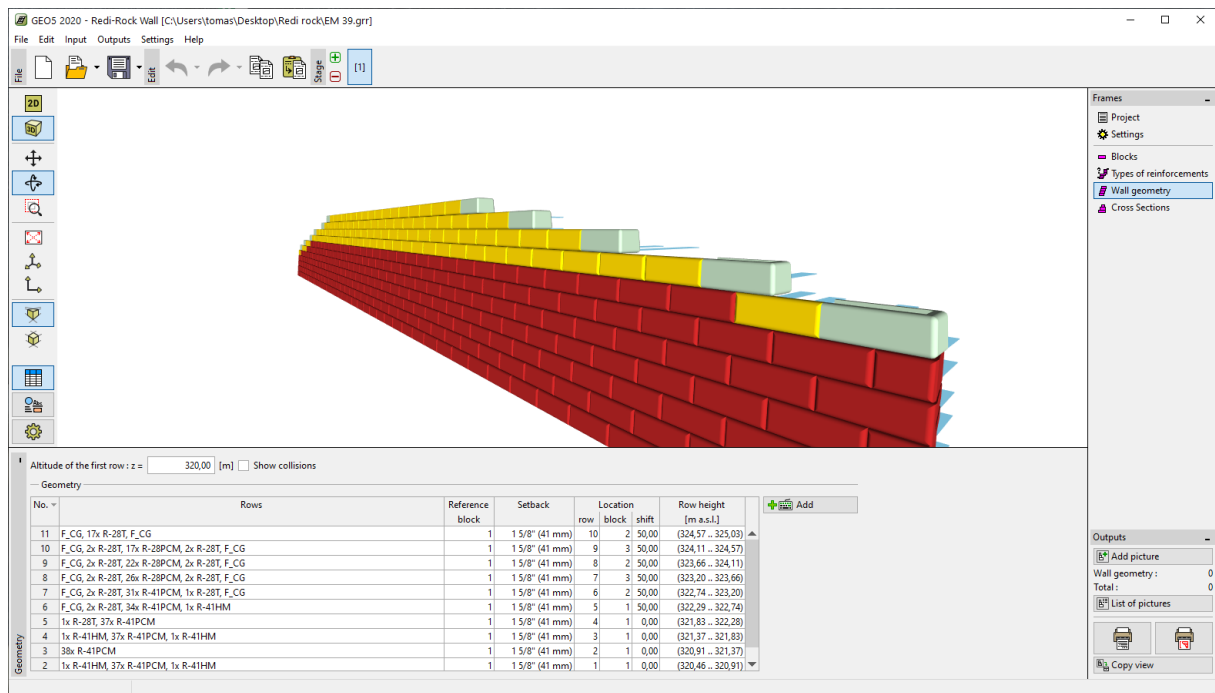 GEO5 2020 - Redi-Rock Wall [C:\Users\tomas\Desktop\Redi rock\EM 39.grr]
File Edit Input Outputs Settings Help
File
Edit
Stage
[1]
2D
3D
Frames
Project
Settings
Blocks
Types of reinforcements
Wall geometry
Cross Sections
Altitude of the first row : z = 320,00 [m] Show collisions
Geometry
No. Rows Reference block Setback Location row block shift Row height [m a.s.l.]
Add
11 F_CG, 17x R-28T, F_CG 1 1 5/8" (41 mm) 10 2 50,00 (324,57 .. 325,03)
10 F_CG, 2x R-28T, 17x R-28PCM, 2x R-28T, F_CG 1 1 5/8" (41 mm) 9 3 50,00 (324,11 .. 324,57)
9 F_CG, 2x R-28T, 22x R-28PCM, 2x R-28T, F_CG 1 1 5/8" (41 mm) 8 2 50,00 (323,66 .. 324,11)
8 F_CG, 2x R-28T, 26x R-28PCM, 2x R-28T, F_CG 1 1 5/8" (41 mm) 7 3 50,00 (323,20 .. 323,66)
7 F_CG, 2x R-28T, 31x R-41PCM, 1x R-28T, F_CG 1 1 5/8" (41 mm) 6 2 50,00 (322,74 .. 323,20)
6 F_CG, 2x R-28T, 34x R-41PCM, 1x R-41HM 1 1 5/8" (41 mm) 5 1 50,00 (322,29 .. 322,74)
5 1x R-28T, 37x R-41PCM 1 1 5/8" (41 mm) 4 1 0,00 (321,83 .. 322,28)
4 1x R-41HM, 37x R-41PCM, 1x R-41HM 1 1 5/8" (41 mm) 3 1 0,00 (321,37 .. 321,83)
3 38x R-41PCM 1 1 5/8" (41 mm) 2 1 0,00 (320,91 .. 321,37)
2 1x R-41HM, 37x R-41PCM, 1x R-41HM 1 1 5/8" (41 mm) 1 1 0,00 (320,46 .. 320,91)
Geometry
Outputs
Add picture
Wall geometry : 0
Total : 0
List of pictures
Copy view